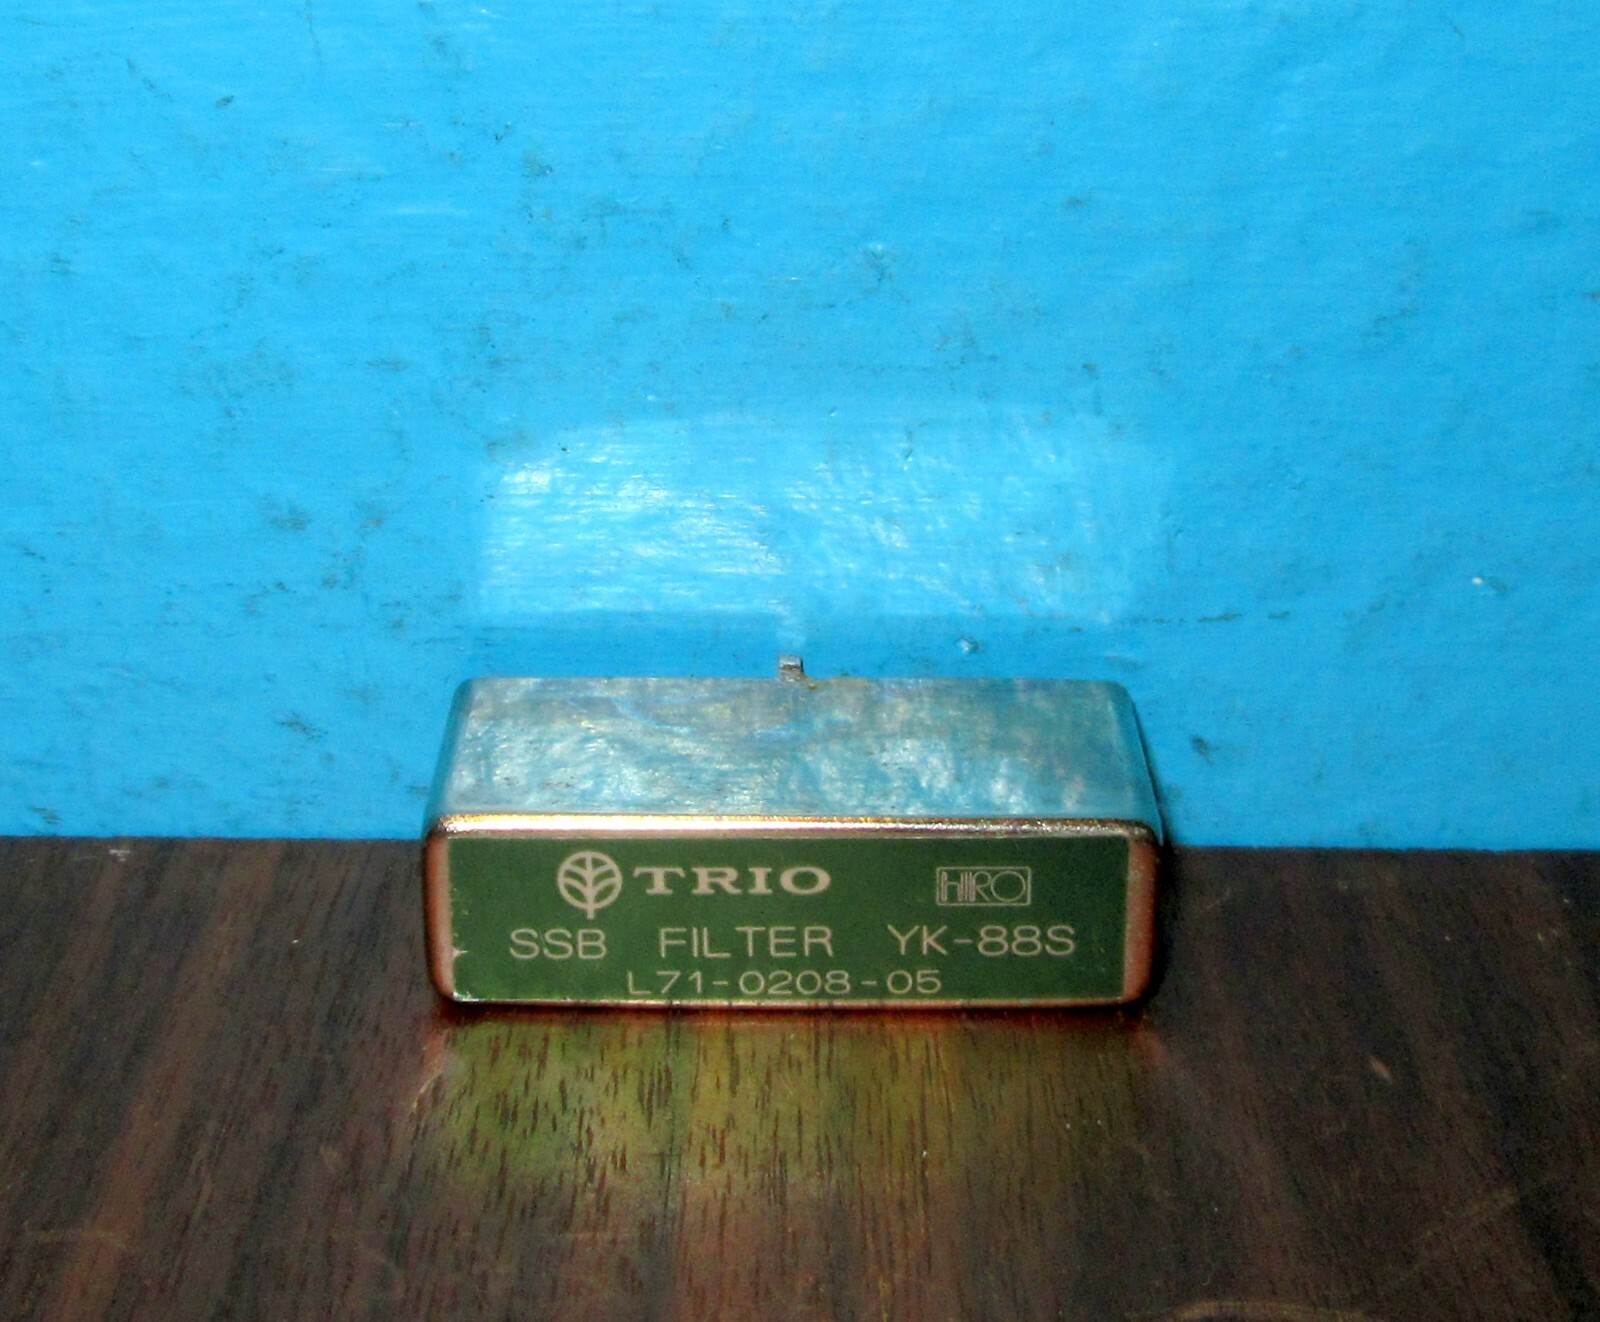 TRIO HIRO
SSB FILTER YK-88S
L71-0208-05